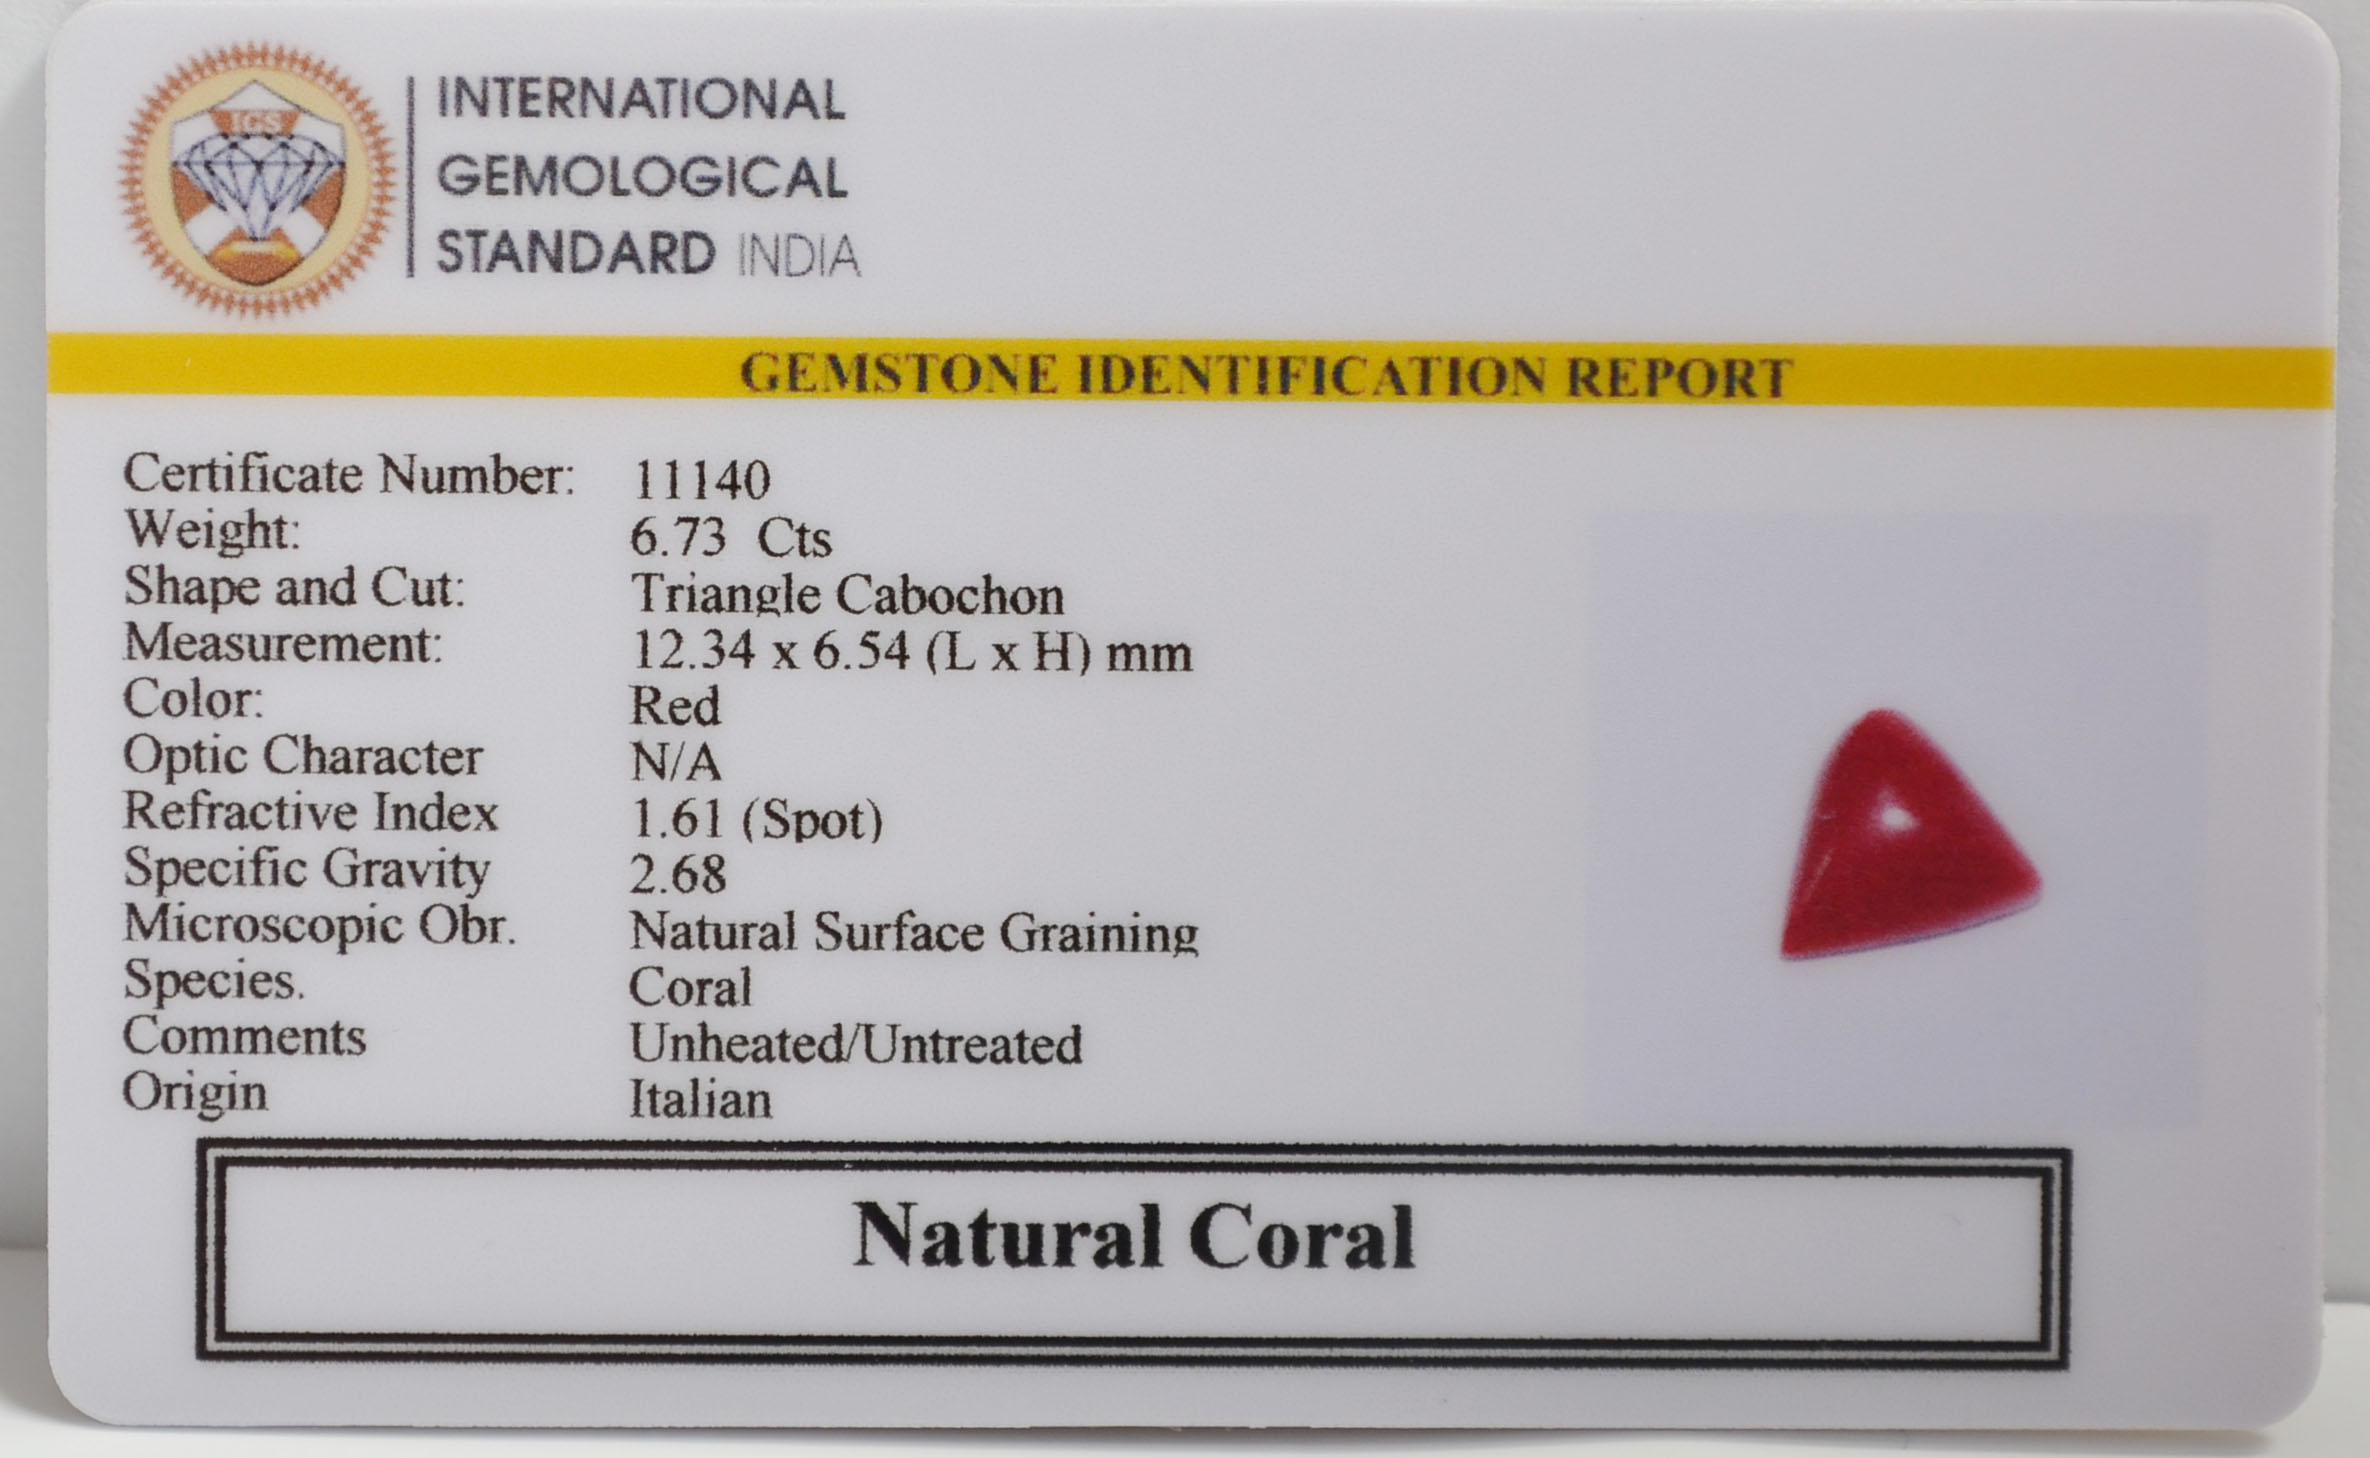 IGS
INTERNATIONAL
GEMOLOGICAL
STANDARD INDIA
GEMSTONE IDENTIFICATION REPORT
Certificate Number: 11140
Weight: 6.73 Cts
Shape and Cut: Triangle Cabochon
Measurement: 12.34 x 6.54 (L x H) mm
Color: Red
Optic Character N/A
Refractive Index 1.61 (Spot)
Specific Gravity 2.68
Microscopic Obr. Natural Surface Graining
Species. Coral
Comments Unheated/Untreated
Origin Italian
Natural Coral